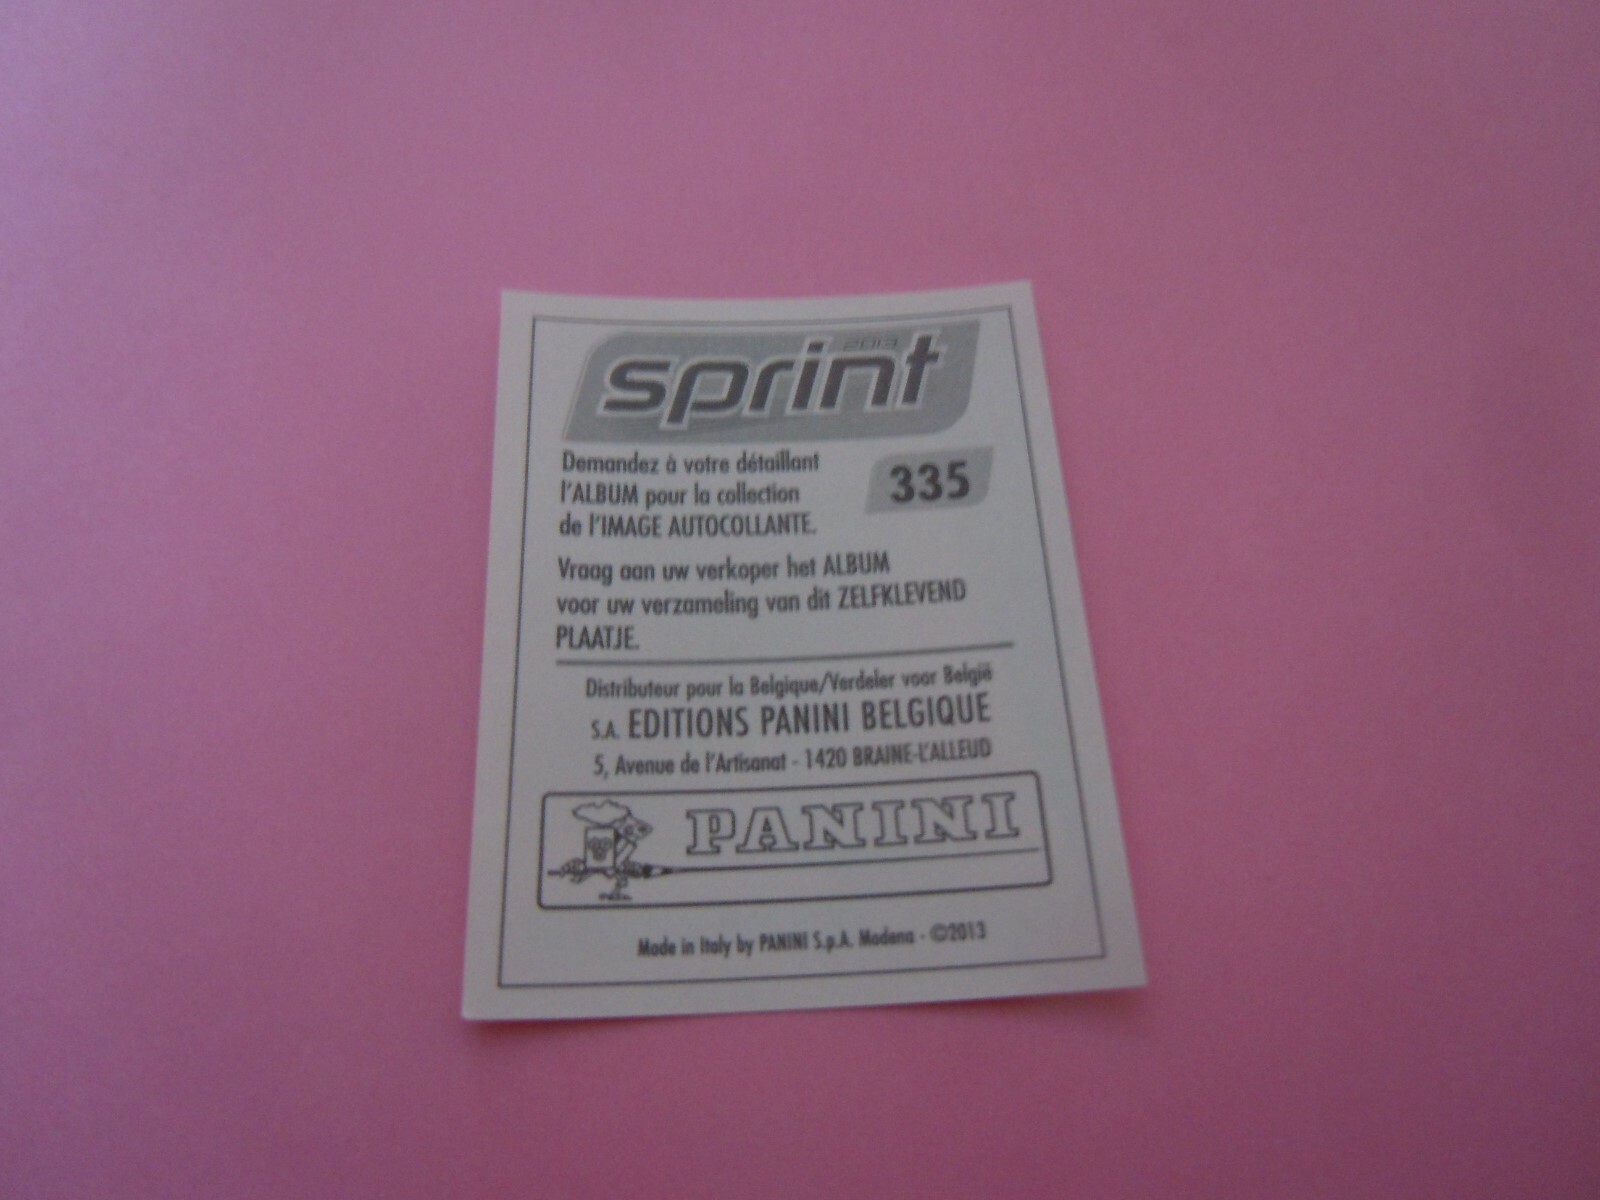 2013
sprint
335
Demandez à votre détaillant
l'ALBUM pour la collection
de l'IMAGE AUTOCOLLANTE.
Vraag aan uw verkoper het ALBUM
voor uw verzameling van dit ZELFKLEVEND
PLAATJE.
Distributeur pour la Belgique/Verdeler voor België
S.A. EDITIONS PANINI BELGIQUE
5, Avenue de l'Artisanat - 1420 BRAINE-L'ALLEUD
PANINI
Made in Italy by PANINI S.p.A. Modena - ©2013